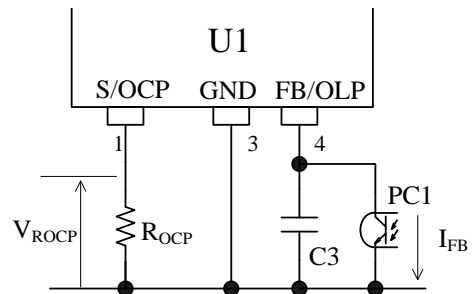 U1
S/OCP GND FB/OLP
1 3 4
PC1
VROCP ROCP
C3 IFB